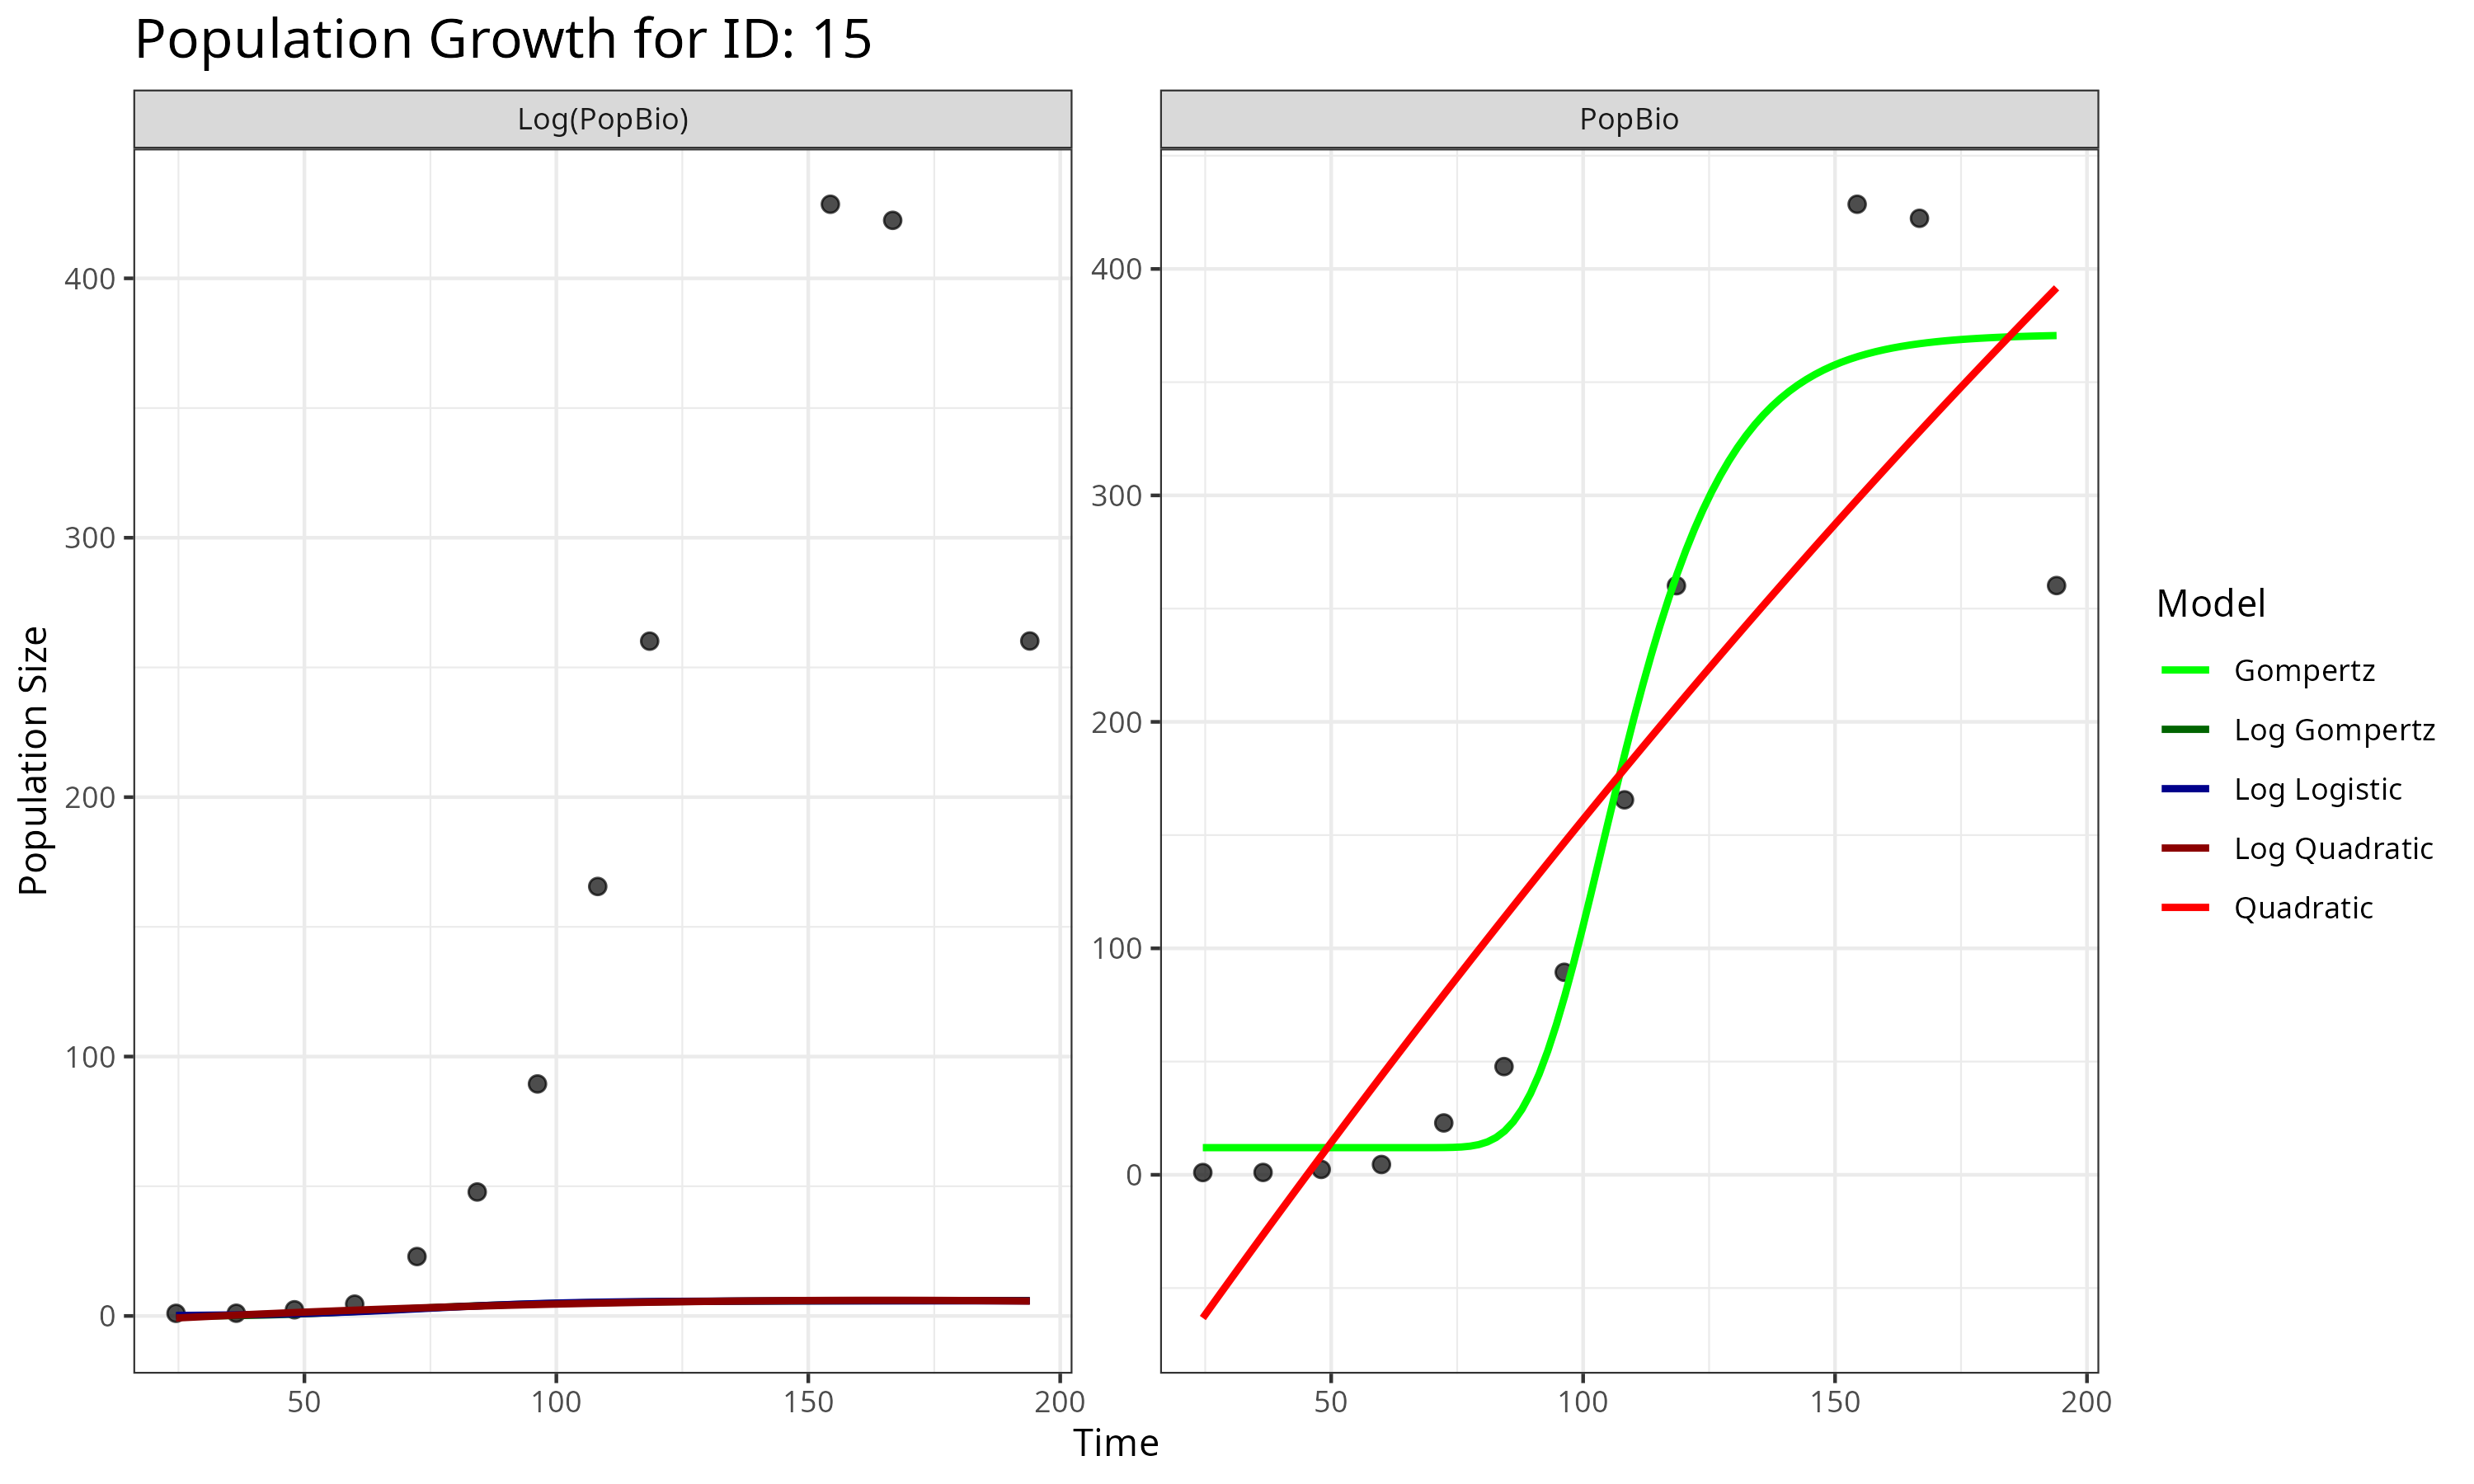 Population Growth for ID: 15
Log(PopBio)
PopBio
Population Size
400
300
200
100
0
400
300
200
100
0
50
100
150
200
50
100
150
200
Time
Model
Gompertz
Log Gompertz
Log Logistic
Log Quadratic
Quadratic